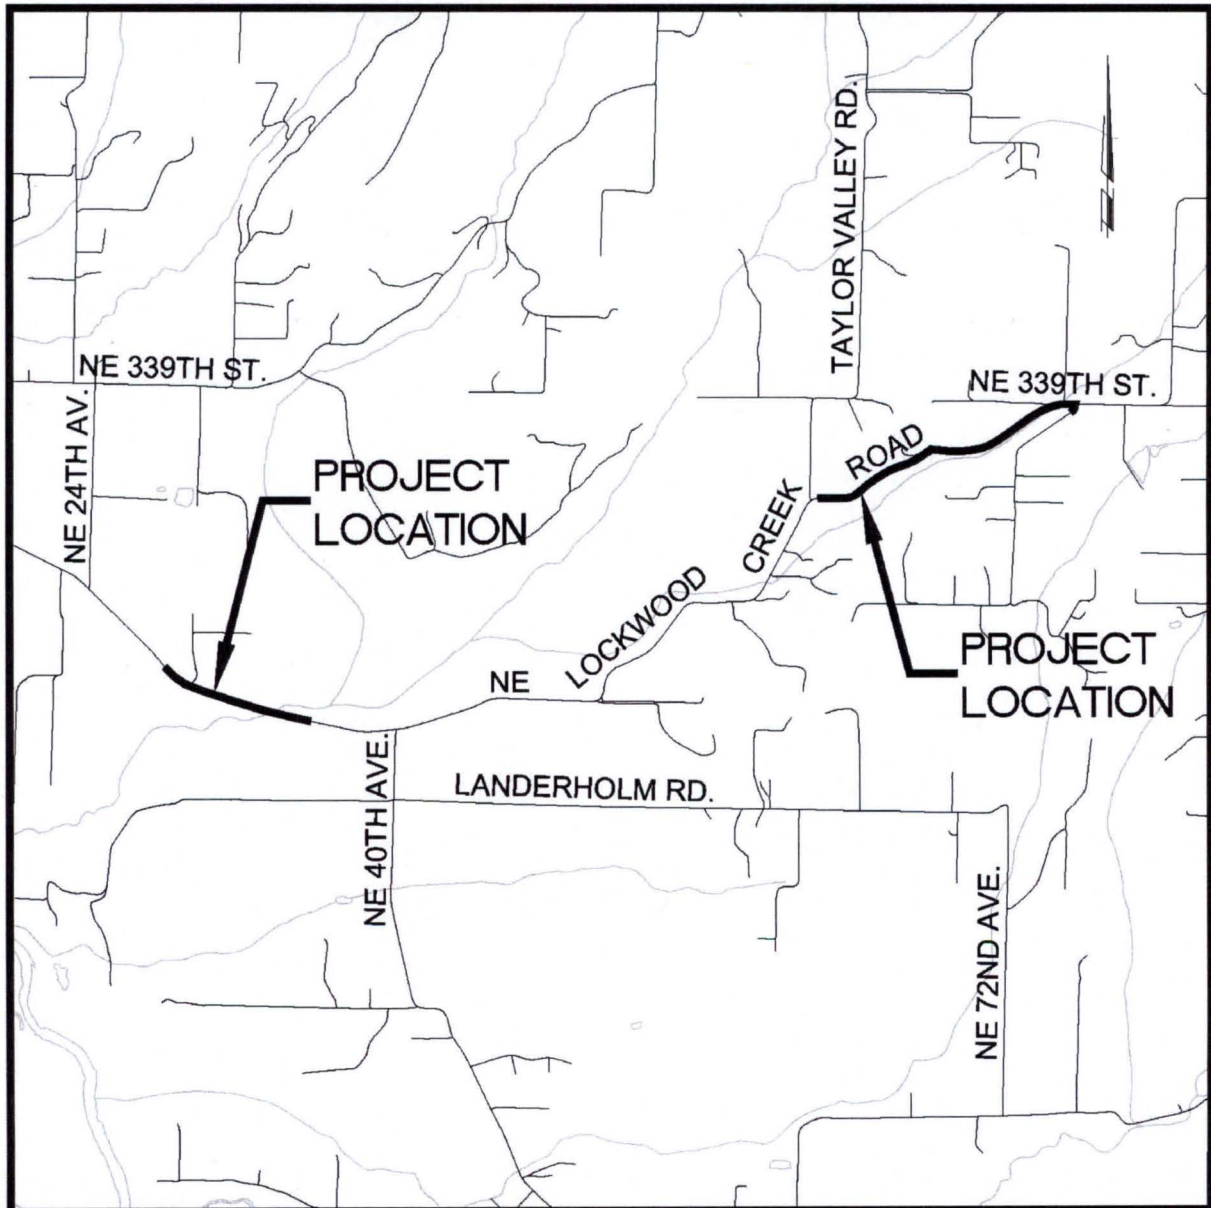 TAYLOR VALLEY RD.
NE 339TH ST.
NE 339TH ST.
NE 24TH AV.
PROJECT
LOCATION
NE LOCKWOOD CREEK ROAD
PROJECT
LOCATION
LANDERHOLM RD.
NE 40TH AVE.
NE 72ND AVE.
N